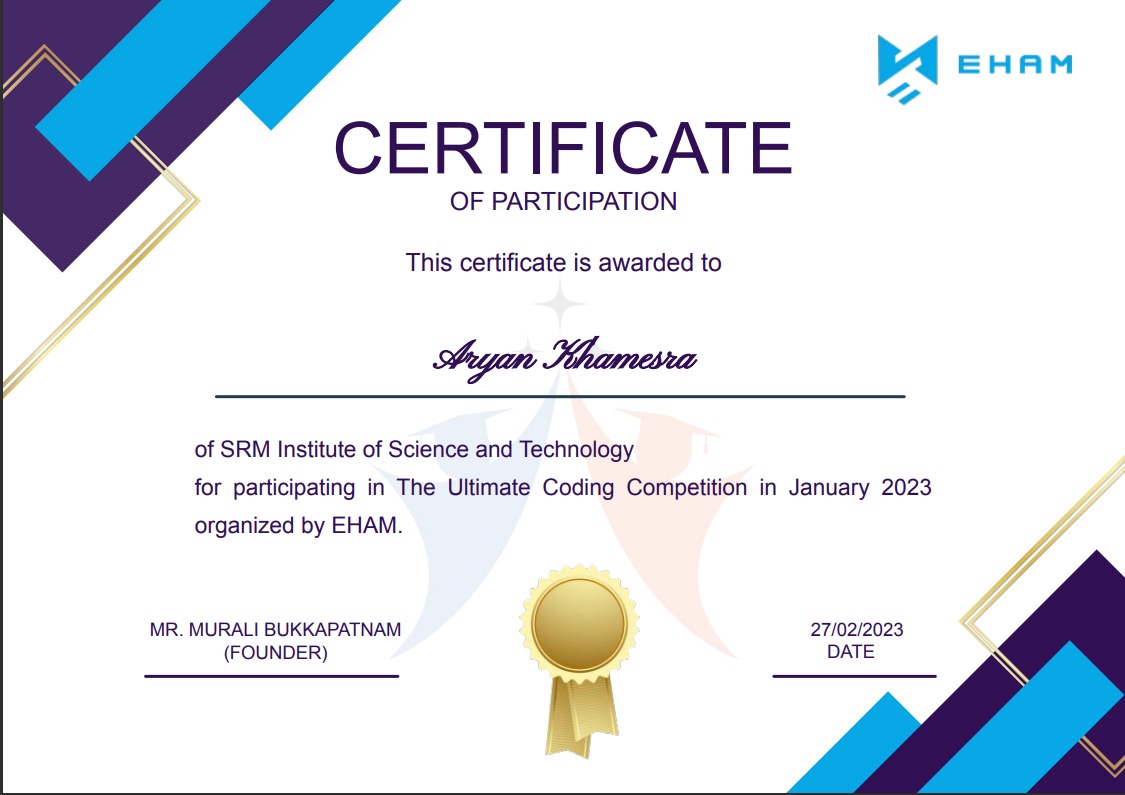 EHAM
CERTIFICATE
OF PARTICIPATION
This certificate is awarded to
Aryan Khamesra
of SRM Institute of Science and Technology
for participating in The Ultimate Coding Competition in January 2023
organized by EHAM.
MR. MURALI BUKKAPATNAM
(FOUNDER)
27/02/2023
DATE